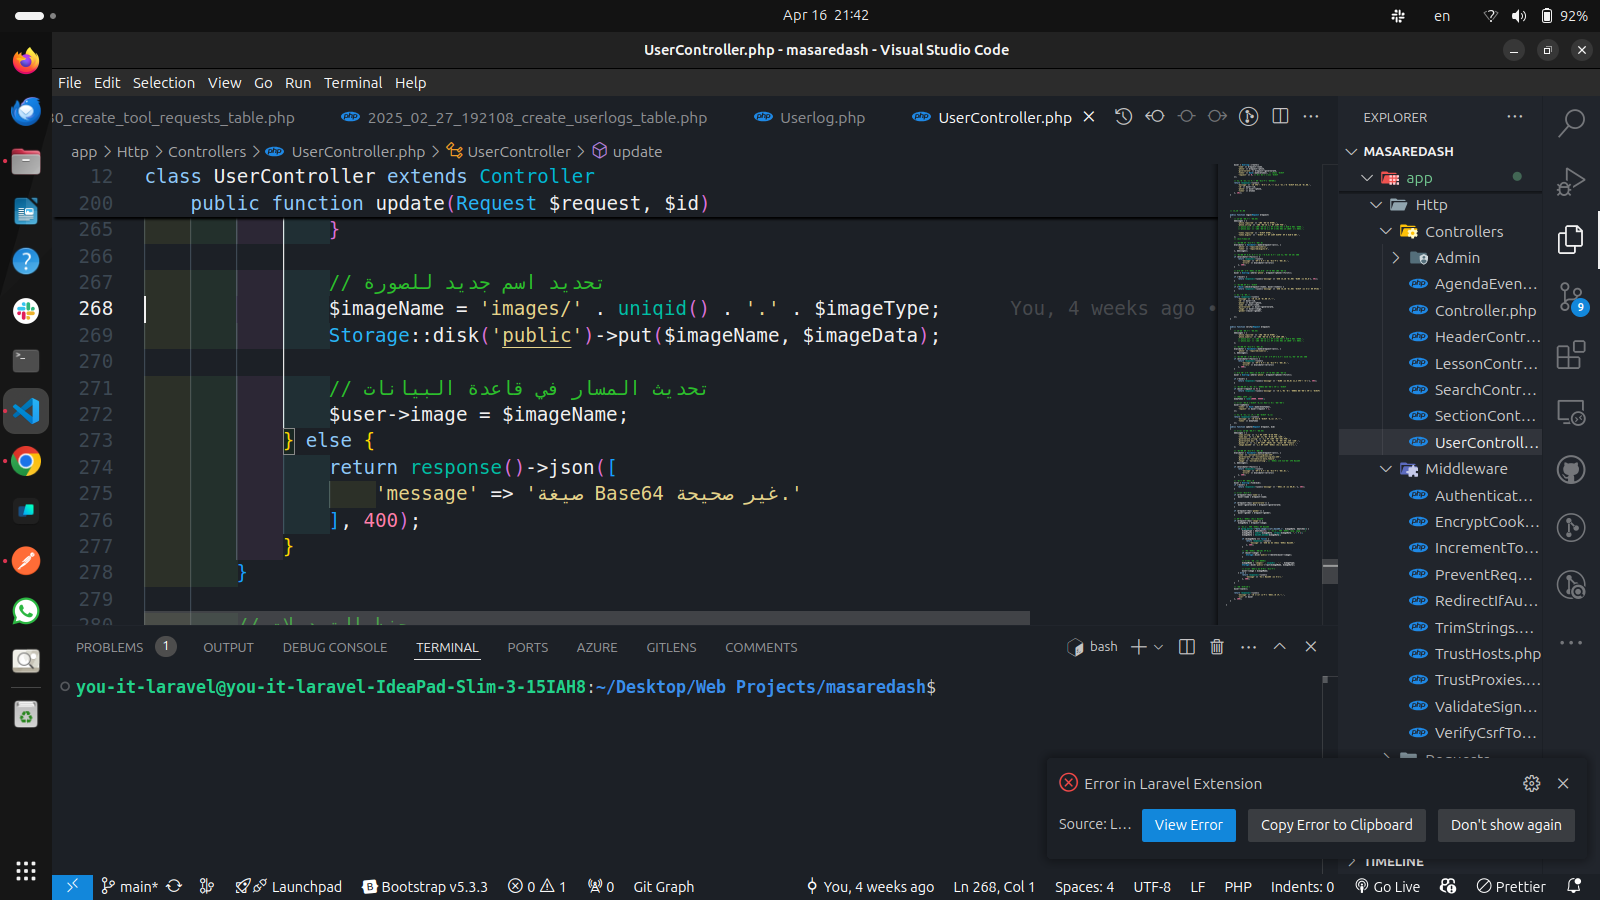 Apr 16 21:42
en
92%
UserController.php - masaredash - Visual Studio Code
File Edit Selection View Go Run Terminal Help
30_create_tool_requests_table.php
2025_02_27_192108_create_userlogs_table.php
Userlog.php
UserController.php
app > Http > Controllers > UserController.php > UserController > update
12 class UserController extends Controller
200 public function update(Request $request, $id)
265 }
266
267 // تحديد اسم جديد للصورة
268 $imageName = 'images/' . uniqid() . '.' . $imageType; You, 4 weeks ago •
269 Storage::disk('public')->put($imageName, $imageData);
270
271 // تحديث المسار في قاعدة البيانات
272 $user->image = $imageName;
273 } else {
274 return response()->json([
275 'message' => 'صيغة Base64 غير صحيحة.'
276 ], 400);
277 }
278 }
279
280
PROBLEMS 1 OUTPUT DEBUG CONSOLE TERMINAL PORTS AZURE GITLENS COMMENTS
bash
you-it-laravel@you-it-laravel-IdeaPad-Slim-3-15IAH8:~/Desktop/Web Projects/masaredash$
EXPLORER
MASAREDASH
app
Http
Controllers
Admin
AgendaEven...
Controller.php
HeaderContr...
LessonContr...
SearchContr...
SectionCont...
UserControll...
Middleware
Authenticat...
EncryptCook...
IncrementTo...
PreventReq...
RedirectIfAu...
TrimStrings....
TrustHosts.php
TrustProxies....
ValidateSign...
VerifyCsrfTo...
Requests
TIMELINE
9
Error in Laravel Extension
Source: L...
View Error
Copy Error to Clipboard
Don't show again
main*
Launchpad
Bootstrap v5.3.3
0 1
0
Git Graph
You, 4 weeks ago
Ln 268, Col 1
Spaces: 4
UTF-8
LF
PHP
Indents: 0
Go Live
Prettier